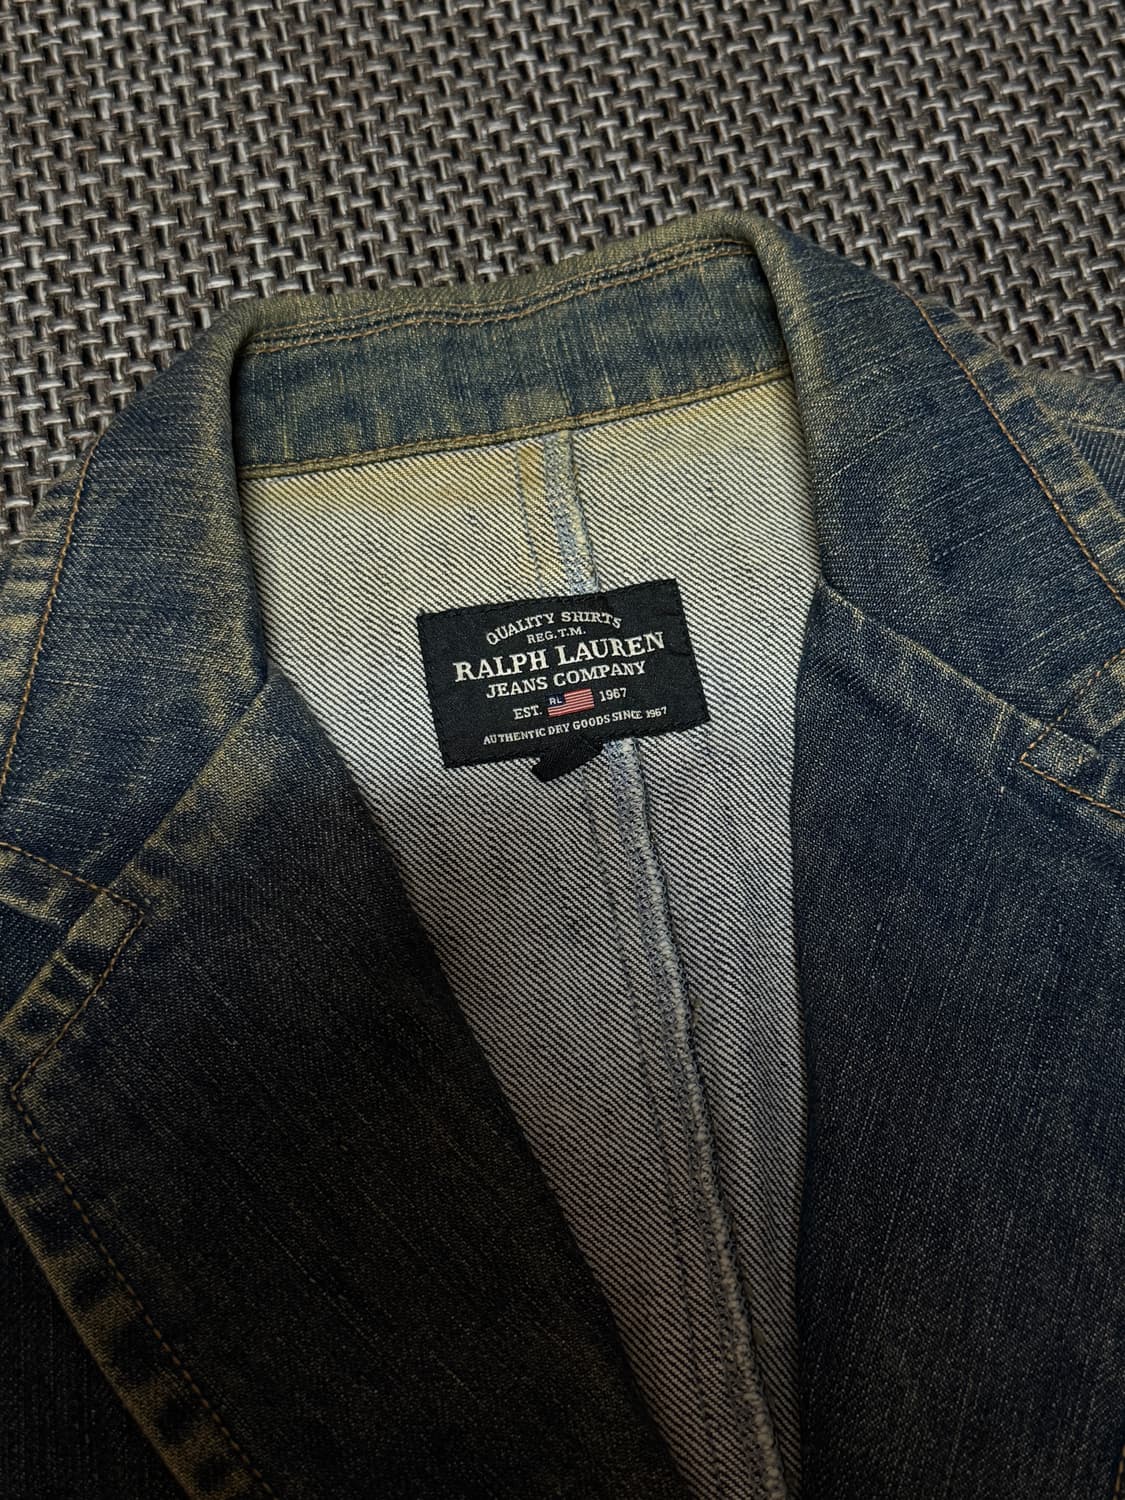 QUALITY SHIRTS
REG. T.M.
RALPH LAUREN
JEANS COMPANY
EST. RL 1967
AUTHENTIC DRY GOODS SINCE 1967